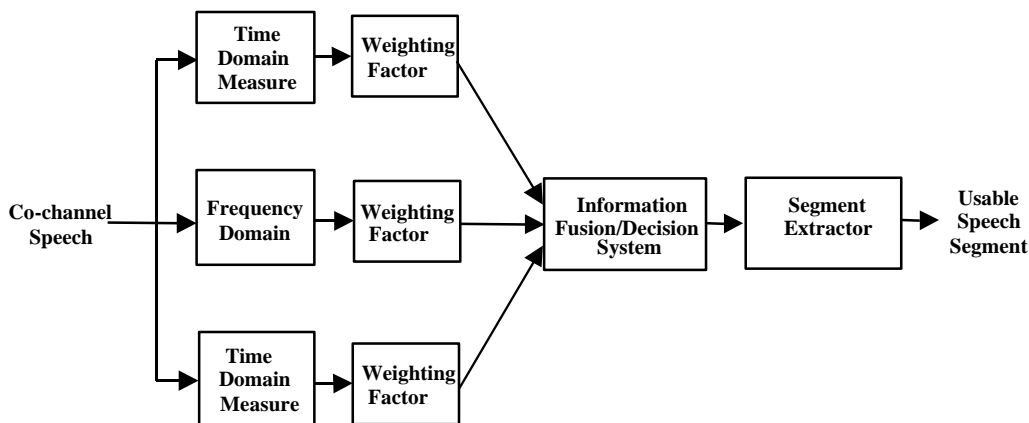 Time
Domain
Measure
Weighting
Factor
Co-channel
Speech
Frequency
Domain
Weighting
Factor
Information
Fusion/Decision
System
Segment
Extractor
Usable
Speech
Segment
Time
Domain
Measure
Weighting
Factor